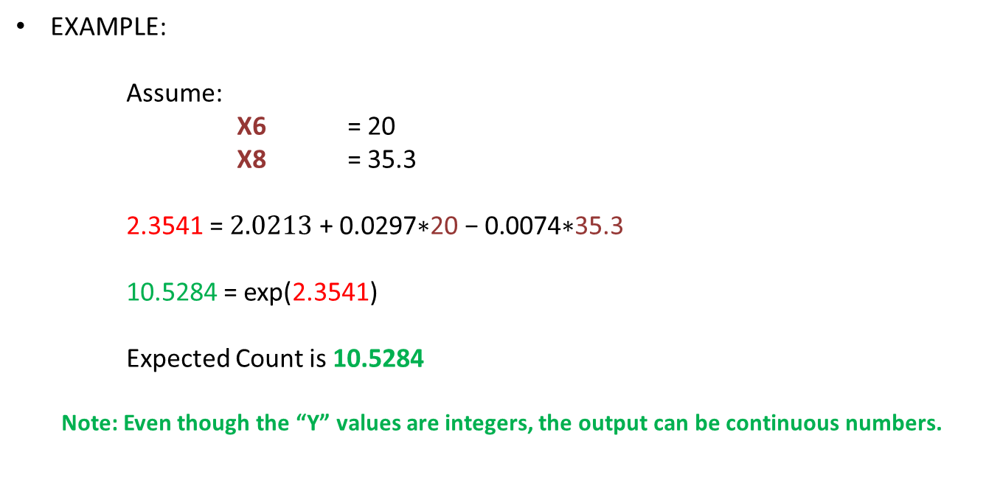 • EXAMPLE:
Assume:
X6 = 20
X8 = 35.3
2.3541 = 2.0213 + 0.0297*20 – 0.0074*35.3
10.5284 = exp(2.3541)
Expected Count is 10.5284
Note: Even though the “Y” values are integers, the output can be continuous numbers.